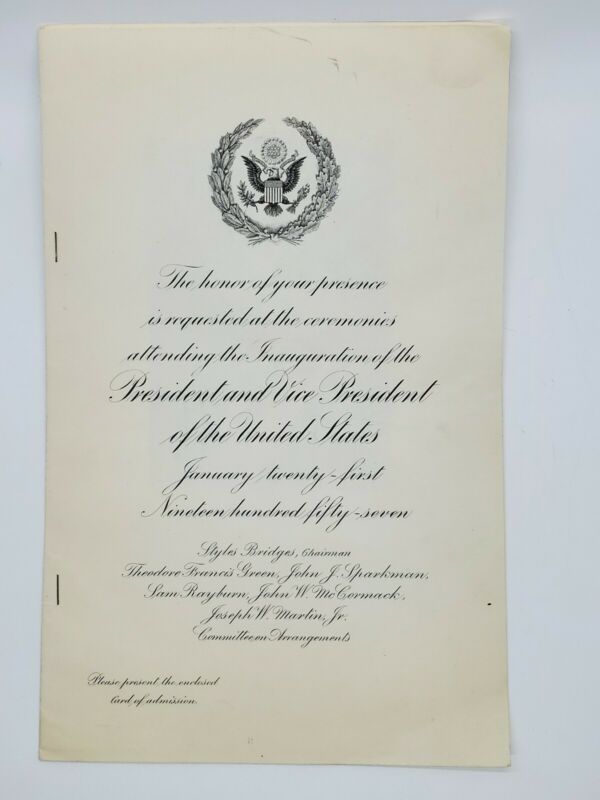 The honor of your presence
is requested at the ceremonies
attending the Inauguration of the
President and Vice President
of the United States
January twenty-first
Nineteen hundred fifty-seven
Styles Bridges, Chairman
Theodore Francis Green, John J. Sparkman,
Sam Rayburn, John W. McCormack,
Joseph W. Martin, Jr.
Committee on Arrangements
Please present the enclosed
Card of admission.